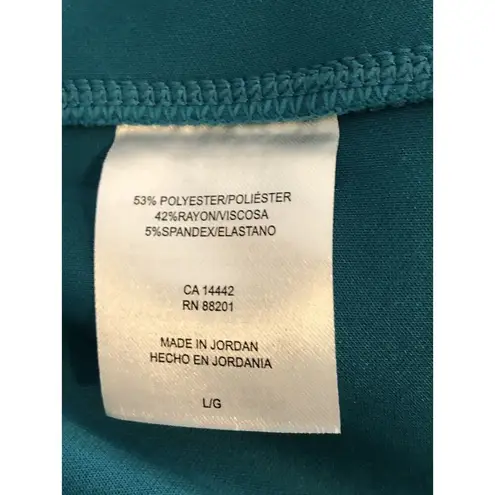 53% POLYESTER/POLIÉSTER
42%RAYON/VISCOSA
5%SPANDEX/ELASTANO
CA 14442
RN 88201
MADE IN JORDAN
HECHO EN JORDANIA
L/G